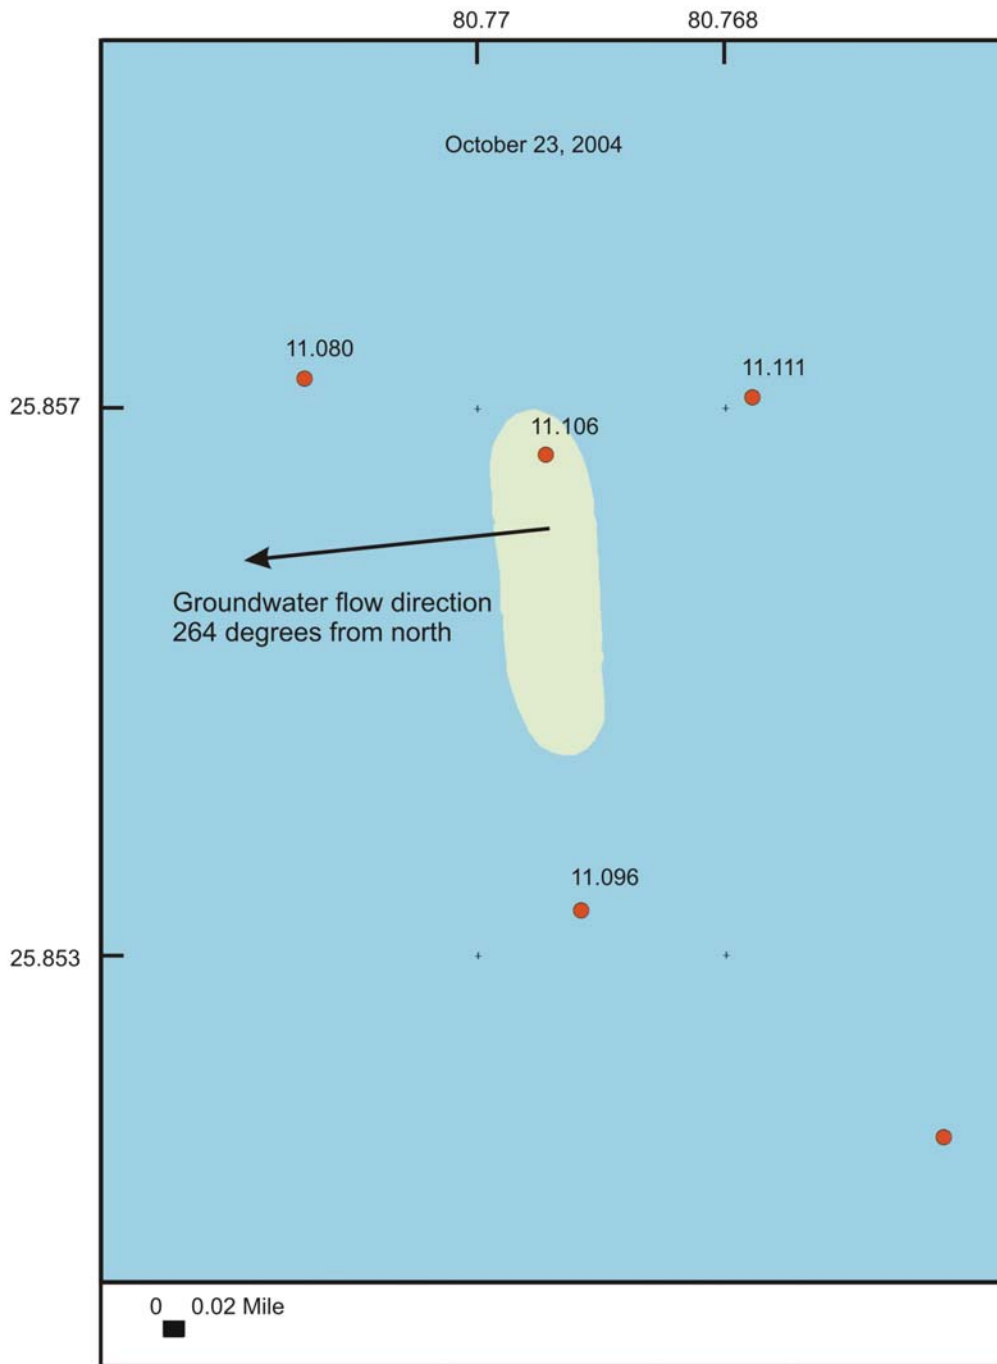 80.77
80.768
October 23, 2004
11.080
11.111
25.857
11.106
Groundwater flow direction
264 degrees from north
11.096
25.853
0 0.02 Mile